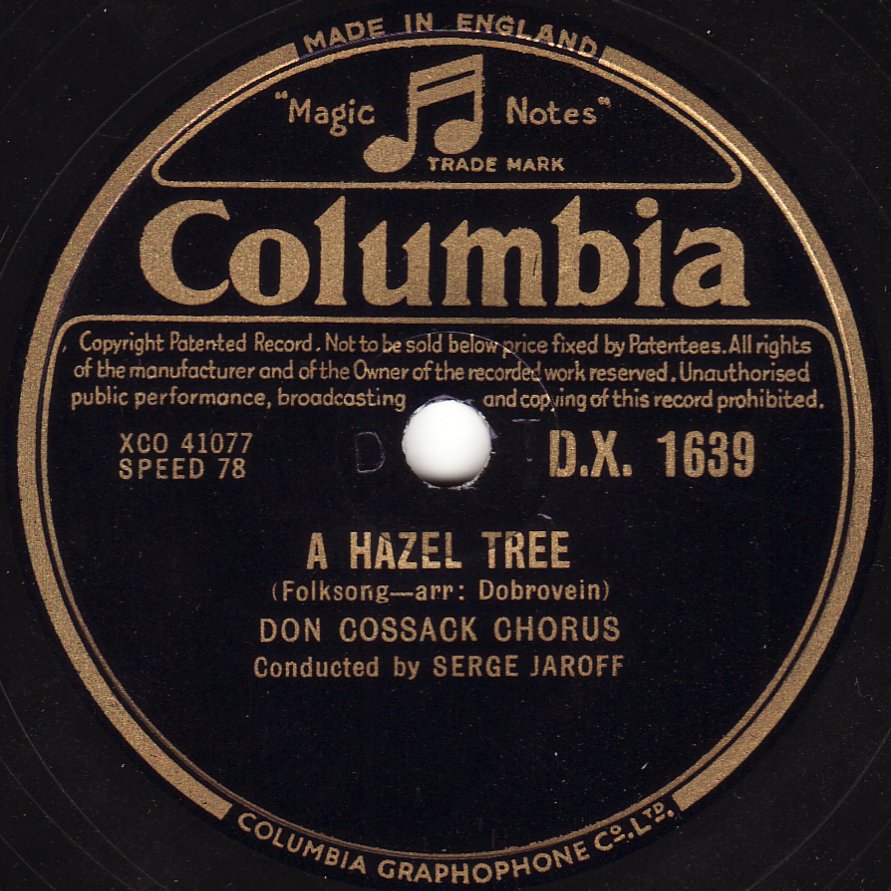 MADE IN ENGLAND
"Magic Notes"
TRADE MARK
Columbia
Copyright Patented Record. Not to be sold below price fixed by Patentees. All rights
of the manufacturer and of the Owner of the recorded work reserved. Unauthorised
public performance, broadcasting and copying of this record prohibited.
XCO 41077
SPEED 78
D.X. 1639
A HAZEL TREE
(Folksong—arr: Dobrovein)
DON COSSACK CHORUS
Conducted by SERGE JAROFF
COLUMBIA GRAPHOPHONE CO. LTD.